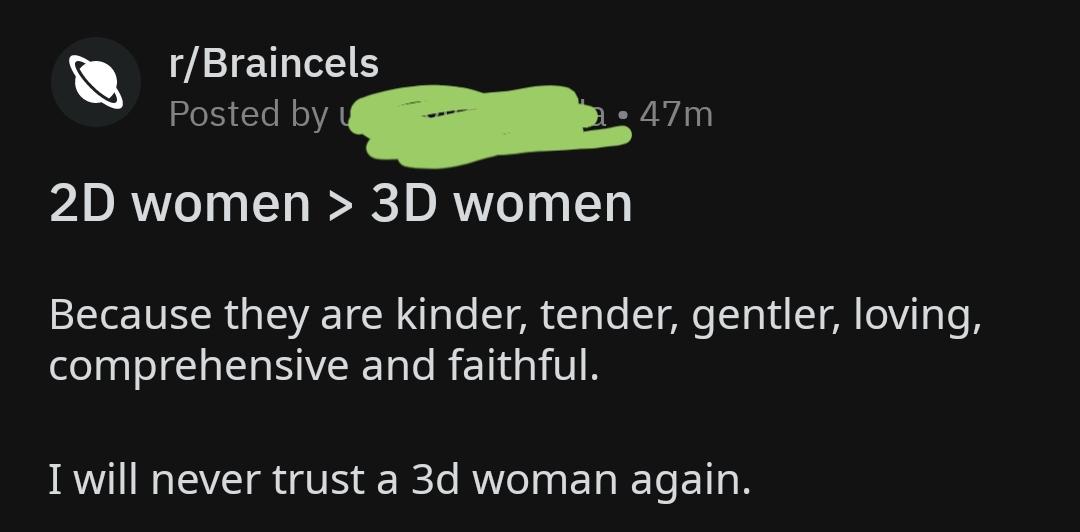 r/Braincels
Posted by • 47m
2D women > 3D women
Because they are kinder, tender, gentler, loving,
comprehensive and faithful.
I will never trust a 3d woman again.